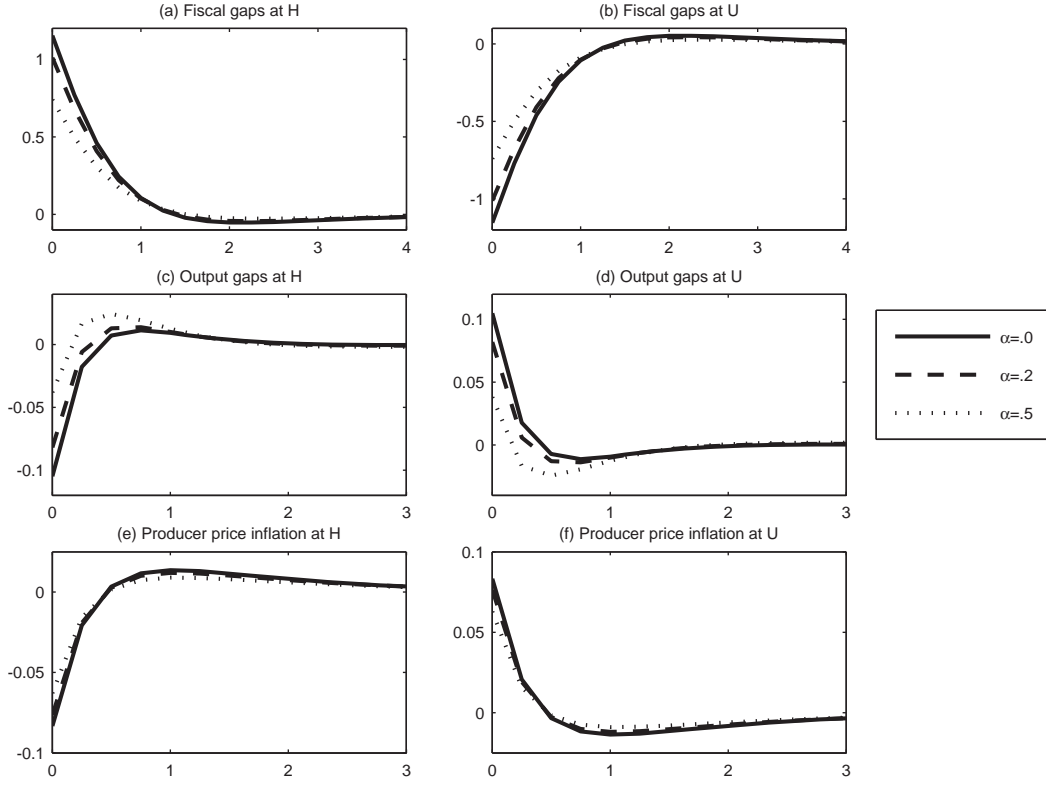 (a) Fiscal gaps at H
1
0.5
0
0 1 2 3 4
(b) Fiscal gaps at U
0
-0.5
-1
0 1 2 3 4
(c) Output gaps at H
0
-0.05
-0.1
0 1 2 3
(d) Output gaps at U
0.1
0.05
0
0 1 2 3
α=.0
α=.2
α=.5
(e) Producer price inflation at H
0
-0.05
-0.1
0 1 2 3
(f) Producer price inflation at U
0.1
0.05
0
0 1 2 3